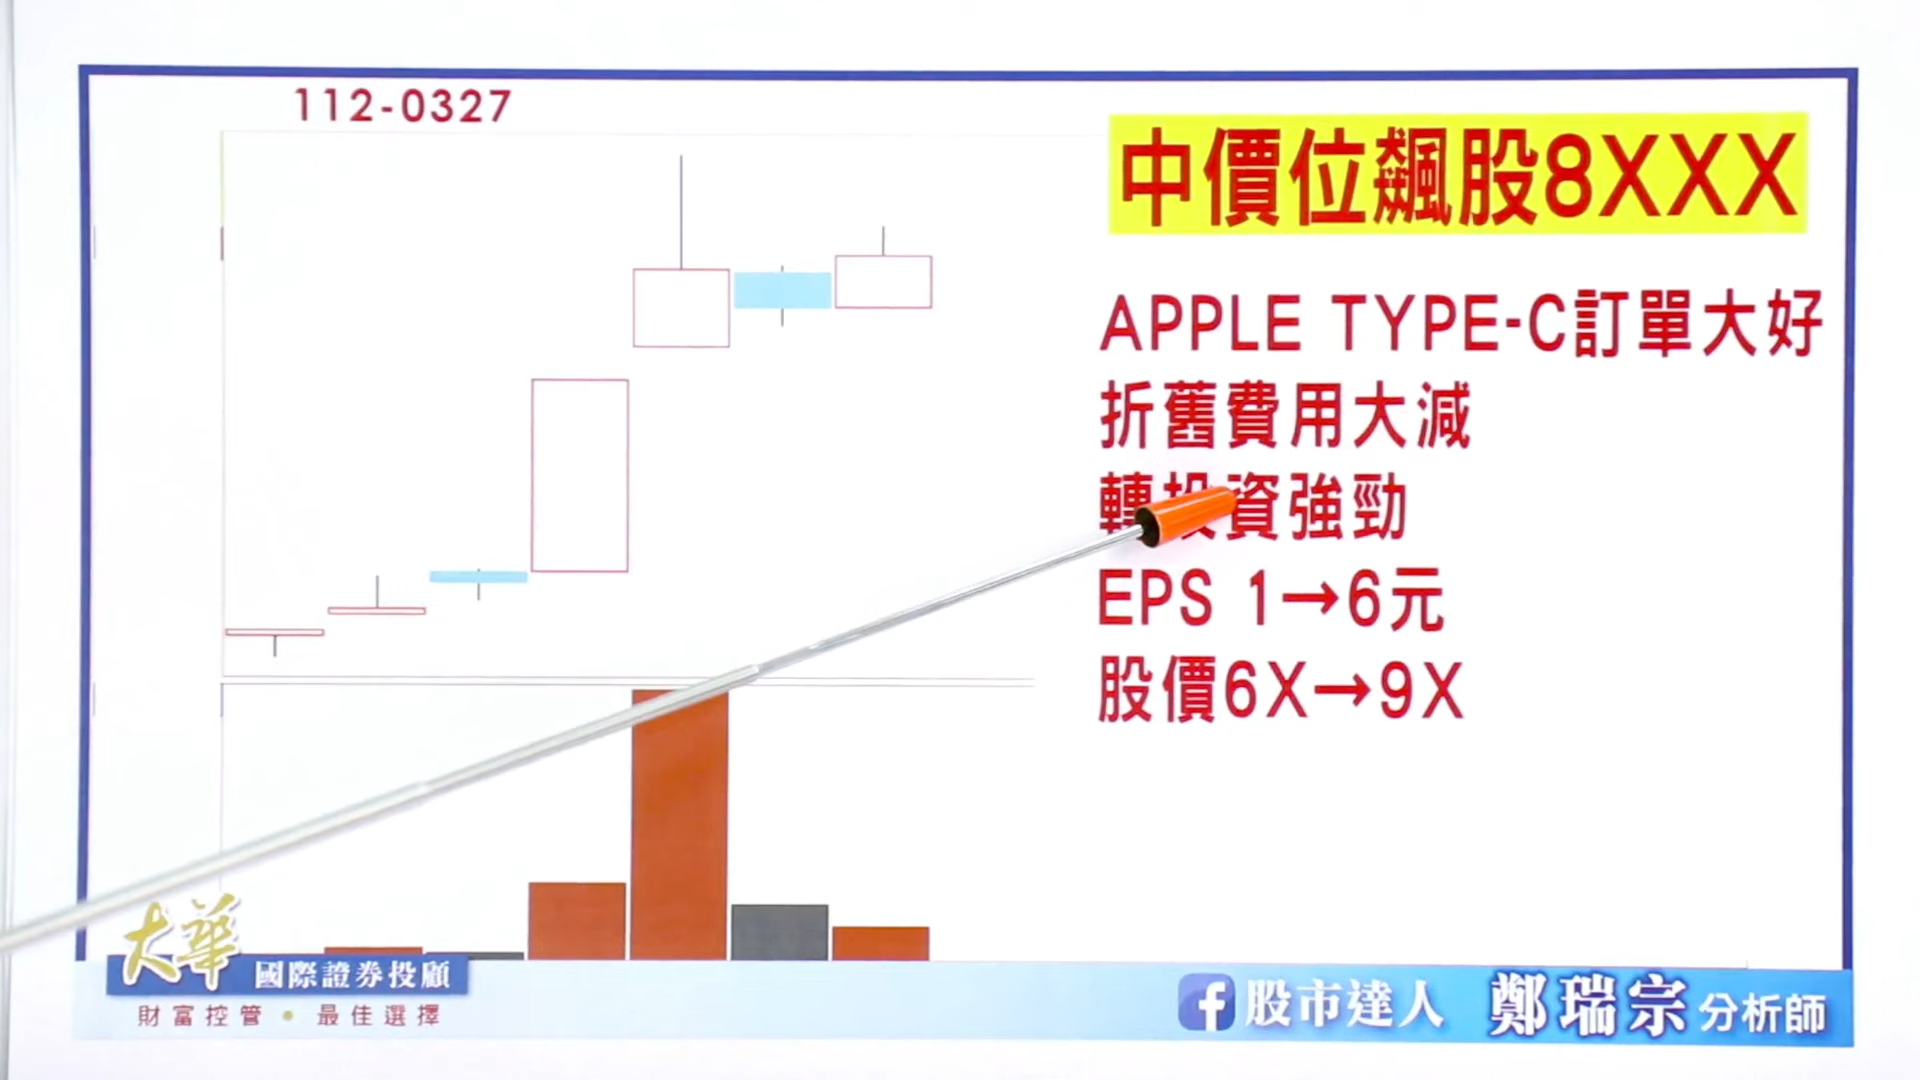 112-0327
中價位飆股8XXX
APPLE TYPE-C訂單大好
折舊費用大減
轉投資強勁
EPS 1→6元
股價6X→9X
大華國際證券投顧
財富控管・最佳選擇
f 股市達人 鄭瑞宗分析師